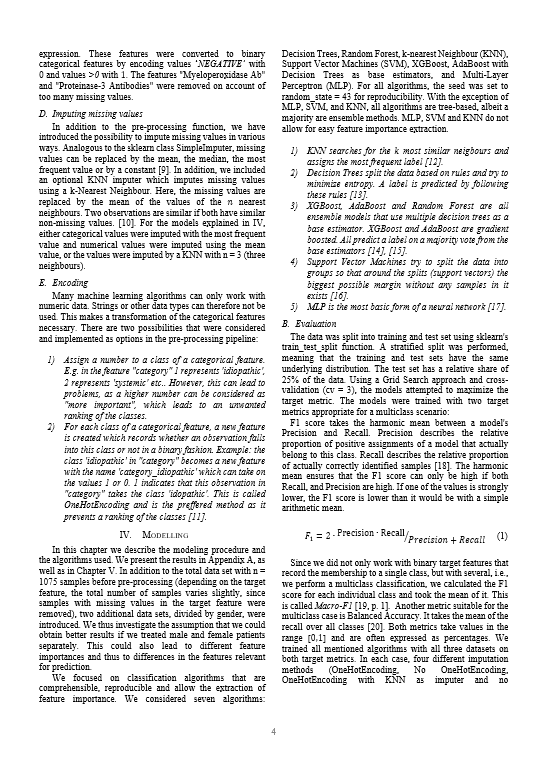 expression. These features were converted to binary
categorical features by encoding values 'NEGATIVE' with
0 and values >0 with 1. The features "Myeloperoxidase Ab"
and "Proteinase-3 Antibodies" were removed on account of
too many missing values.
D. Imputing missing values
In addition to the pre-processing function, we have
introduced the possibility to impute missing values in various
ways. Analogous to the sklearn class SimpleImputer, missing
values can be replaced by the mean, the median, the most
frequent value or by a constant [9]. In addition, we included
an optional KNN imputer which imputes missing values
using a k-Nearest Neighbour. Here, the missing values are
replaced by the mean of the values of the n nearest
neighbours. Two observations are similar if both have similar
non-missing values. [10]. For the models explained in IV,
either categorical values were imputed with the most frequent
value and numerical values were imputed using the mean
value, or the values were imputed by a KNN with n = 3 (three
neighbours).
E. Encoding
Many machine learning algorithms can only work with
numeric data. Strings or other data types can therefore not be
used. This makes a transformation of the categorical features
necessary. There are two possibilities that were considered
and implemented as options in the pre-processing pipeline:
1) Assign a number to a class of a categorical feature.
E.g. in the feature "category" 1 represents 'idiopathic',
2 represents 'systemic' etc.. However, this can lead to
problems, as a higher number can be considered as
"more important", which leads to an unwanted
ranking of the classes.
2) For each class of a categorical feature, a new feature
is created which records whether an observation falls
into this class or not in a binary fashion. Example: the
class 'idiopathic' in "category" becomes a new feature
with the name 'category_idiopathic' which can take on
the values 1 or 0. 1 indicates that this observation in
"category" takes the class 'idopathic'. This is called
OneHotEncoding and is the preffered method as it
prevents a ranking of the classes [11].
IV. MODELLING
In this chapter we describe the modeling procedure and
the algorithms used. We present the results in Appendix A, as
well as in Chapter V. In addition to the total data set with n =
1075 samples before pre-processing (depending on the target
feature, the total number of samples varies slightly, since
samples with missing values in the target feature were
removed), two additional data sets, divided by gender, were
introduced. We thus investigate the assumption that we could
obtain better results if we treated male and female patients
separately. This could also lead to different feature
importances and thus to differences in the features relevant
for prediction.
We focused on classification algorithms that are
comprehensible, reproducible and allow the extraction of
feature importance. We considered seven algorithms:
Decision Trees, Random Forest, k-nearest Neighbour (KNN),
Support Vector Machines (SVM), XGBoost, AdaBoost with
Decision Trees as base estimators, and Multi-Layer
Perceptron (MLP). For all algorithms, the seed was set to
random_state = 43 for reproducibility. With the exception of
MLP, SVM, and KNN, all algorithms are tree-based, albeit a
majority are ensemble methods. MLP, SVM and KNN do not
allow for easy feature importance extraction.
1) KNN searches for the k most similar neigbours and
assigns the most frequent label [12].
2) Decision Trees split the data based on rules and try to
minimise entropy. A label is predicted by following
these rules [13].
3) XGBoost, AdaBoost and Random Forest are all
ensemble models that use multiple decision trees as a
base estimator. XGBoost and AdaBoost are gradient
boosted. All predict a label on a majority vote from the
base estimators [14], [15].
4) Support Vector Machines try to split the data into
groups so that around the splits (support vectors) the
biggest possible margin without any samples in it
exists [16].
5) MLP is the most basic form of a neural network [17].
B. Evaluation
The data was split into training and test set using sklearn's
train_test_split function. A stratified split was performed,
meaning that the training and test sets have the same
underlying distribution. The test set has a relative share of
25% of the data. Using a Grid Search approach and cross-
validation (cv = 3), the models attempted to maximize the
target metric. The models were trained with two target
metrics appropriate for a multiclass scenario:
F1 score takes the harmonic mean between a model's
Precision and Recall. Precision describes the relative
proportion of positive assignments of a model that actually
belong to this class. Recall describes the relative proportion
of actually correctly identified samples [18]. The harmonic
mean ensures that the F1 score can only be high if both
Recall, and Precision are high. If one of the values is strongly
lower, the F1 score is lower than it would be with a simple
arithmetic mean.
F₁ = 2 · Precision · Recall/Precision + Recall (1)
Since we did not only work with binary target features that
record the membership to a single class, but with several, i.e.,
we perform a multiclass classification, we calculated the F1
score for each individual class and took the mean of it. This is
called Macro-F1 [19, p. 1]. Another metric suitable for the
multiclass case is Balanced Accuracy. It takes the mean of the
recall over all classes [20]. Both metrics take values in the
range [0,1] and are often expressed as percentages. We
trained all mentioned algorithms with all three datasets on
both target metrics. In each case, four different imputation
methods (OneHotEncoding, No OneHotEncoding,
OneHotEncoding with KNN as imputer and no
4